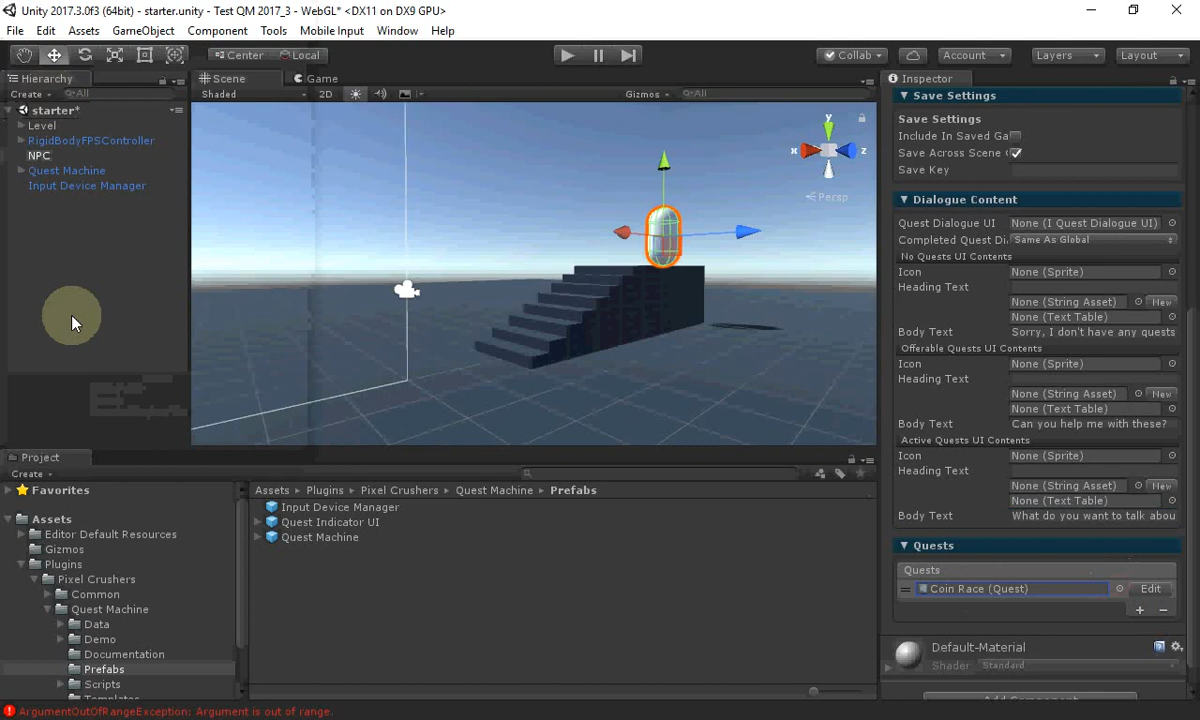 Unity 2017.3.0f3 (64bit) - starter.unity - Test QM 2017_3 - WebGL* <DX11 on DX9 GPU>
File Edit Assets GameObject Component Tools Mobile Input Window Help
Center Local Collab Account Layers Layout
Hierarchy
Create All
starter*
Level
RigidBodyFPSController
NPC
Quest Machine
Input Device Manager
Scene Game
Shaded 2D Gizmos All
y
x z
Persp
Inspector
Save Settings
Save Settings
Include In Saved Ga
Save Across Scene
Save Key
Dialogue Content
Quest Dialogue UI None (I Quest Dialogue UI)
Completed Quest Di Same As Global
No Quests UI Contents
Icon None (Sprite)
Heading Text
None (String Asset) New
None (Text Table)
Body Text Sorry, I don't have any quests
Offerable Quests UI Contents
Icon None (Sprite)
Heading Text
None (String Asset) New
None (Text Table)
Body Text Can you help me with these?
Active Quests UI Contents
Icon None (Sprite)
Heading Text
None (String Asset) New
None (Text Table)
Body Text What do you want to talk abou
Quests
Quests
Coin Race (Quest) Edit
Default-Material
Shader Standard
Project
Create
Favorites
Assets
Editor Default Resources
Gizmos
Plugins
Pixel Crushers
Common
Quest Machine
Data
Demo
Documentation
Prefabs
Scripts
Assets Plugins Pixel Crushers Quest Machine Prefabs
Input Device Manager
Quest Indicator UI
Quest Machine
ArgumentOutOfRangeException: Argument is out of range.